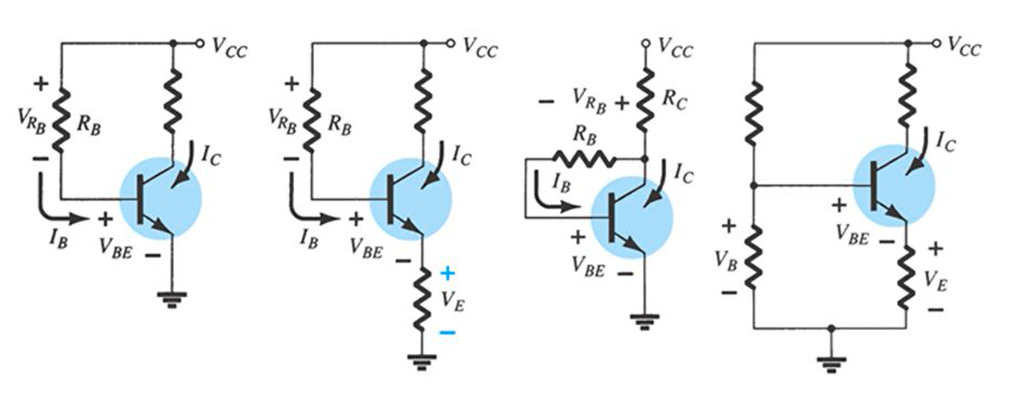 V_CC
+
V_RB R_B
−
I_C
I_B
+
V_BE −
V_CC
+
V_RB R_B
−
I_C
I_B
+
V_BE −
+
V_E
−
V_CC
− V_RB + R_C
R_B
I_C
I_B
+
V_BE −
V_CC
I_C
+
V_BE −
+
V_B
−
+
V_E
−